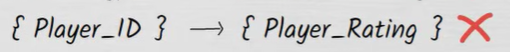 { Player_ID } → { Player_Rating } ❌